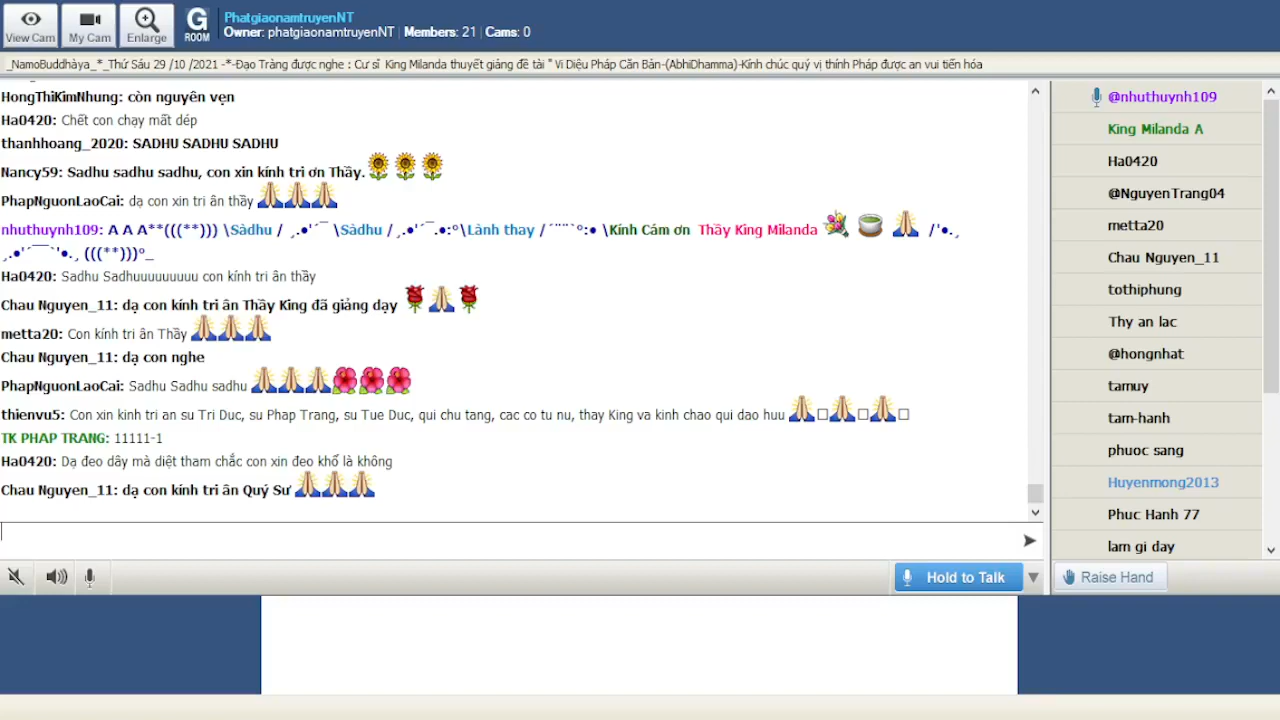 View Cam
My Cam
Enlarge
G
ROOM
PhatgiaonamtruyenNT
Owner: phatgiaonamtruyenNT | Members: 21 | Cams: 0
_NamoBuddhàya_*_Thứ Sáu 29 /10 /2021 -*-Đạo Tràng được nghe : Cư sĩ King Milanda thuyết giảng đề tài " Vi Diệu Pháp Căn Bản-(AbhiDhamma)-Kính chúc quý vị thính Pháp được an vui tiến hóa
HongThiKimNhung: còn nguyên vẹn
Ha0420: Chết con chạy mất dép
thanhhoang_2020: SADHU SADHU SADHU
Nancy59: Sadhu sadhu sadhu, con xin kính tri ơn Thầy.
PhapNguonLaoCai: dạ con xin tri ân thầy
nhuthuynh109: A A A**(((**))) \Sàdhu / ¸.●'´¯ \Sàdhu /¸.●'´¯.●:º\Lành thay /´¨¨`°:● \Kính Cám ơn Thầy King Milanda /'●.¸
¸.●'´¯¯`'●.¸ (((**)))º_
Ha0420: Sadhu Sadhuuuuuuuuu con kính tri ân thầy
Chau Nguyen_11: dạ con kính tri ân Thầy King đã giảng dạy
metta20: Con kính tri ân Thầy
Chau Nguyen_11: dạ con nghe
PhapNguonLaoCai: Sadhu Sadhu sadhu
thienvu5: Con xin kinh tri an su Tri Duc, su Phap Trang, su Tue Duc, qui chu tang, cac co tu nu, thay King va kinh chao qui dao huu
TK PHAP TRANG: 11111-1
Ha0420: Dạ đeo dây mà diệt tham chắc con xin đeo khổ là không
Chau Nguyen_11: dạ con kính tri ân Quý Sư
Hold to Talk
@nhuthuynh109
King Milanda A
Ha0420
@NguyenTrang04
metta20
Chau Nguyen_11
tothiphung
Thy an lac
@hongnhat
tamuy
tam-hanh
phuoc sang
Huyenmong2013
Phuc Hanh 77
lam gi day
Raise Hand